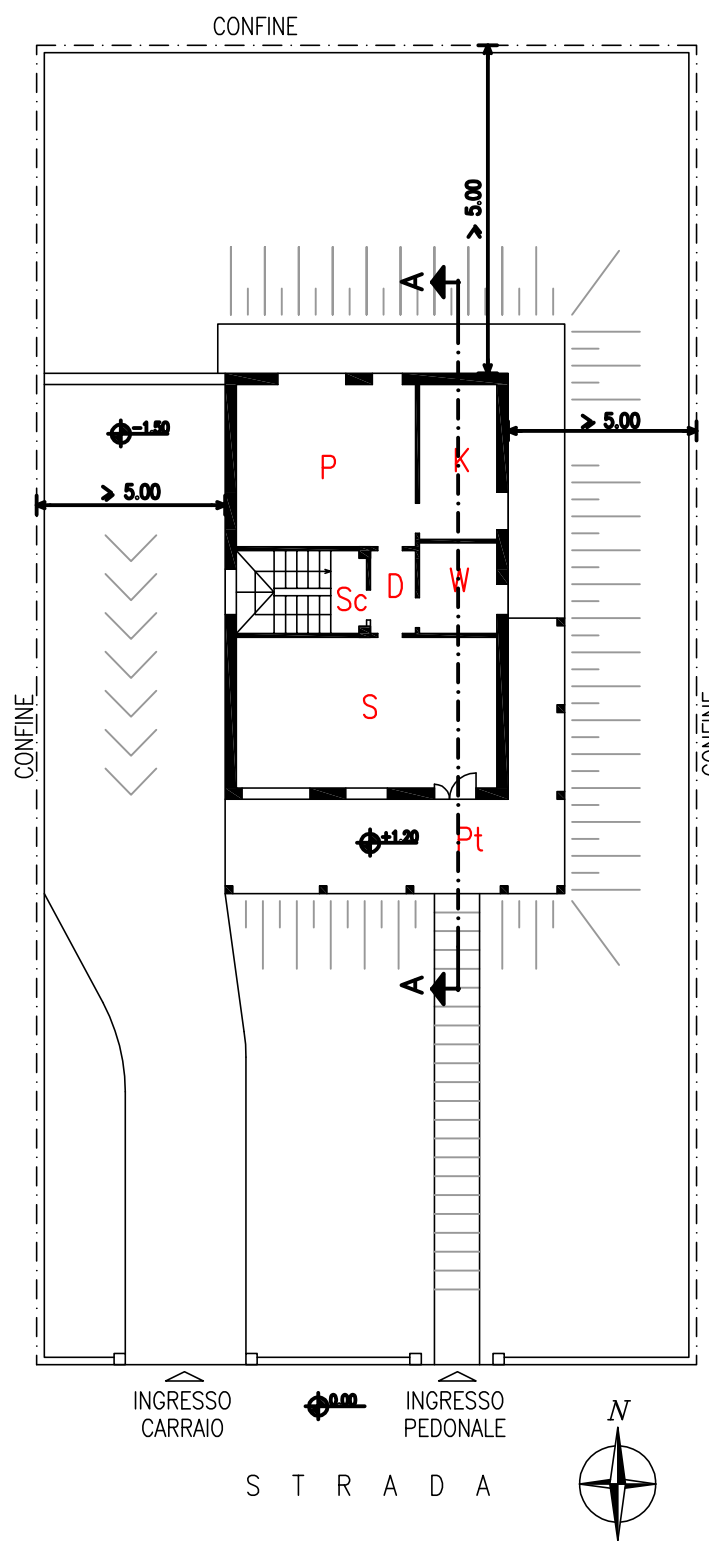 CONFINE
> 5.00
A
-1.50
> 5.00
P
K
> 5.00
Sc
D
W
CONFINE
S
CONFINE
+1.20
Pt
A
INGRESSO
CARRAIO
0.00
INGRESSO
PEDONALE
N
S T R A D A